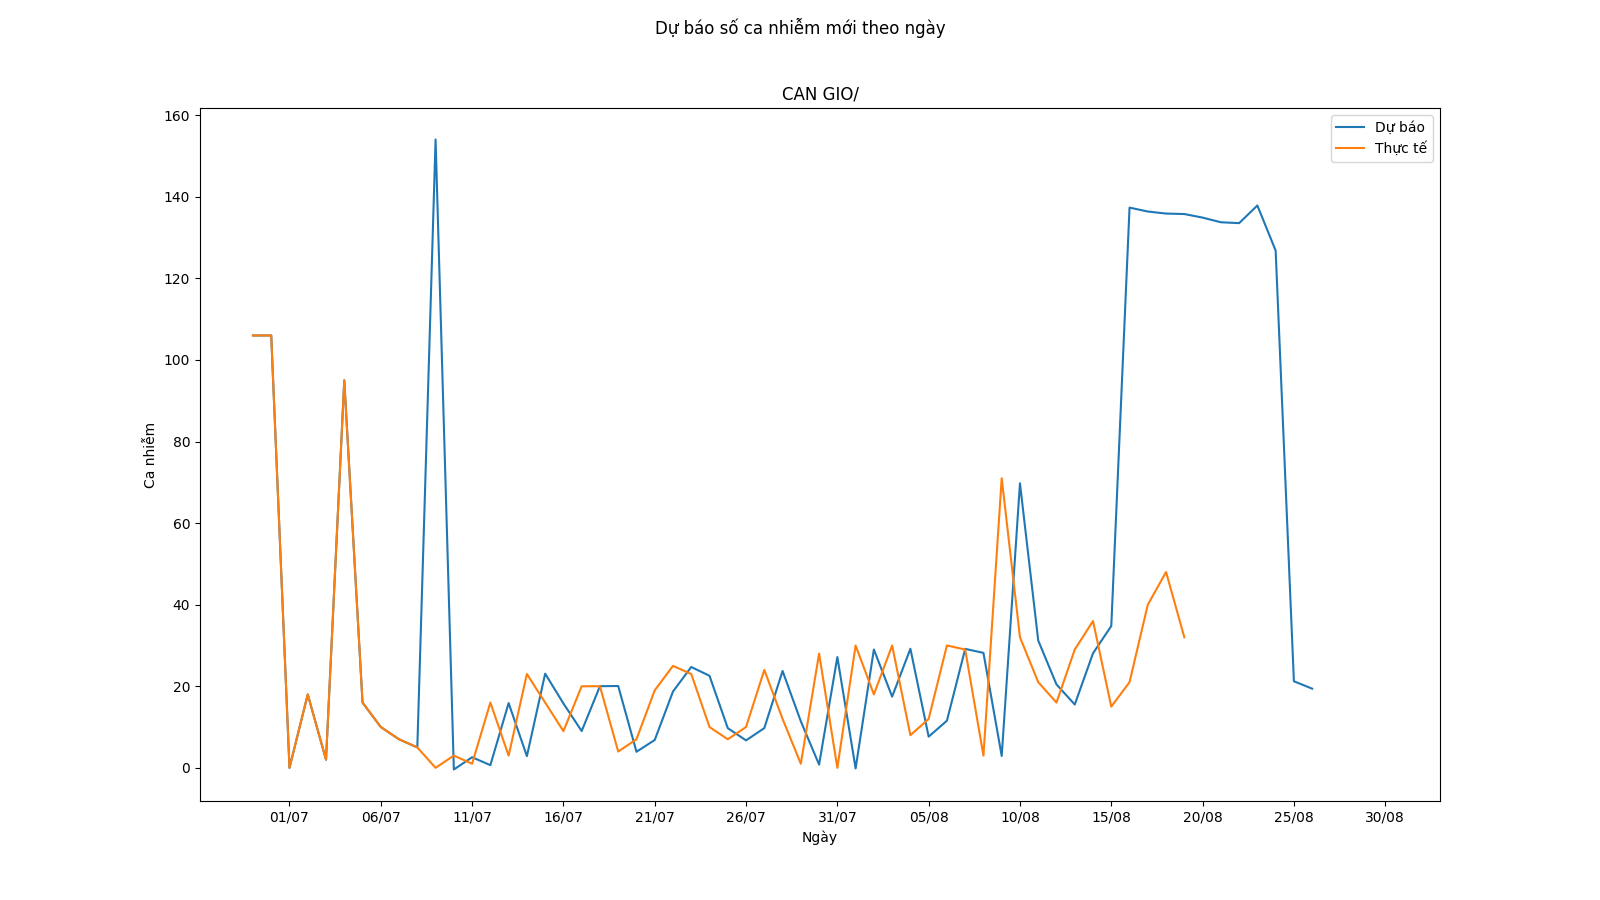 Dự báo số ca nhiễm mới theo ngày
CAN GIO/
Dự báo
Thực tế
160
140
120
100
80
60
40
20
0
Ca nhiễm
01/07 06/07 11/07 16/07 21/07 26/07 31/07 05/08 10/08 15/08 20/08 25/08 30/08
Ngày